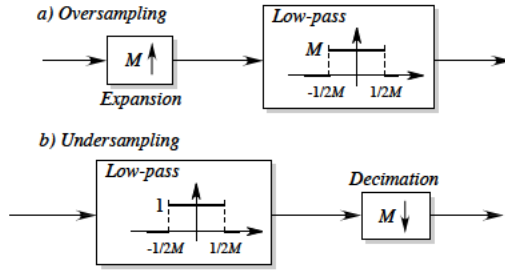 a) Oversampling
Low-pass
M
M
Expansion
-1/2M 1/2M
b) Undersampling
Low-pass
Decimation
1
M
-1/2M 1/2M